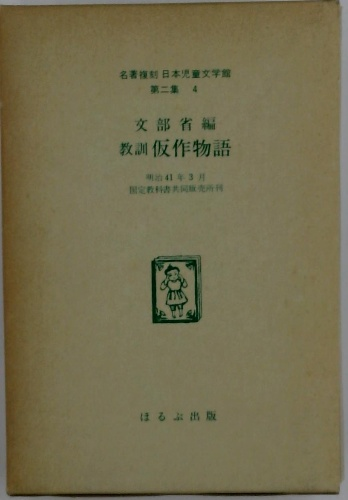 名著複刻 日本児童文学館
第二集 4
文部省編
教訓 仮作物語
明治41年3月
国定教科書共同販売所刊
ほるぷ出版